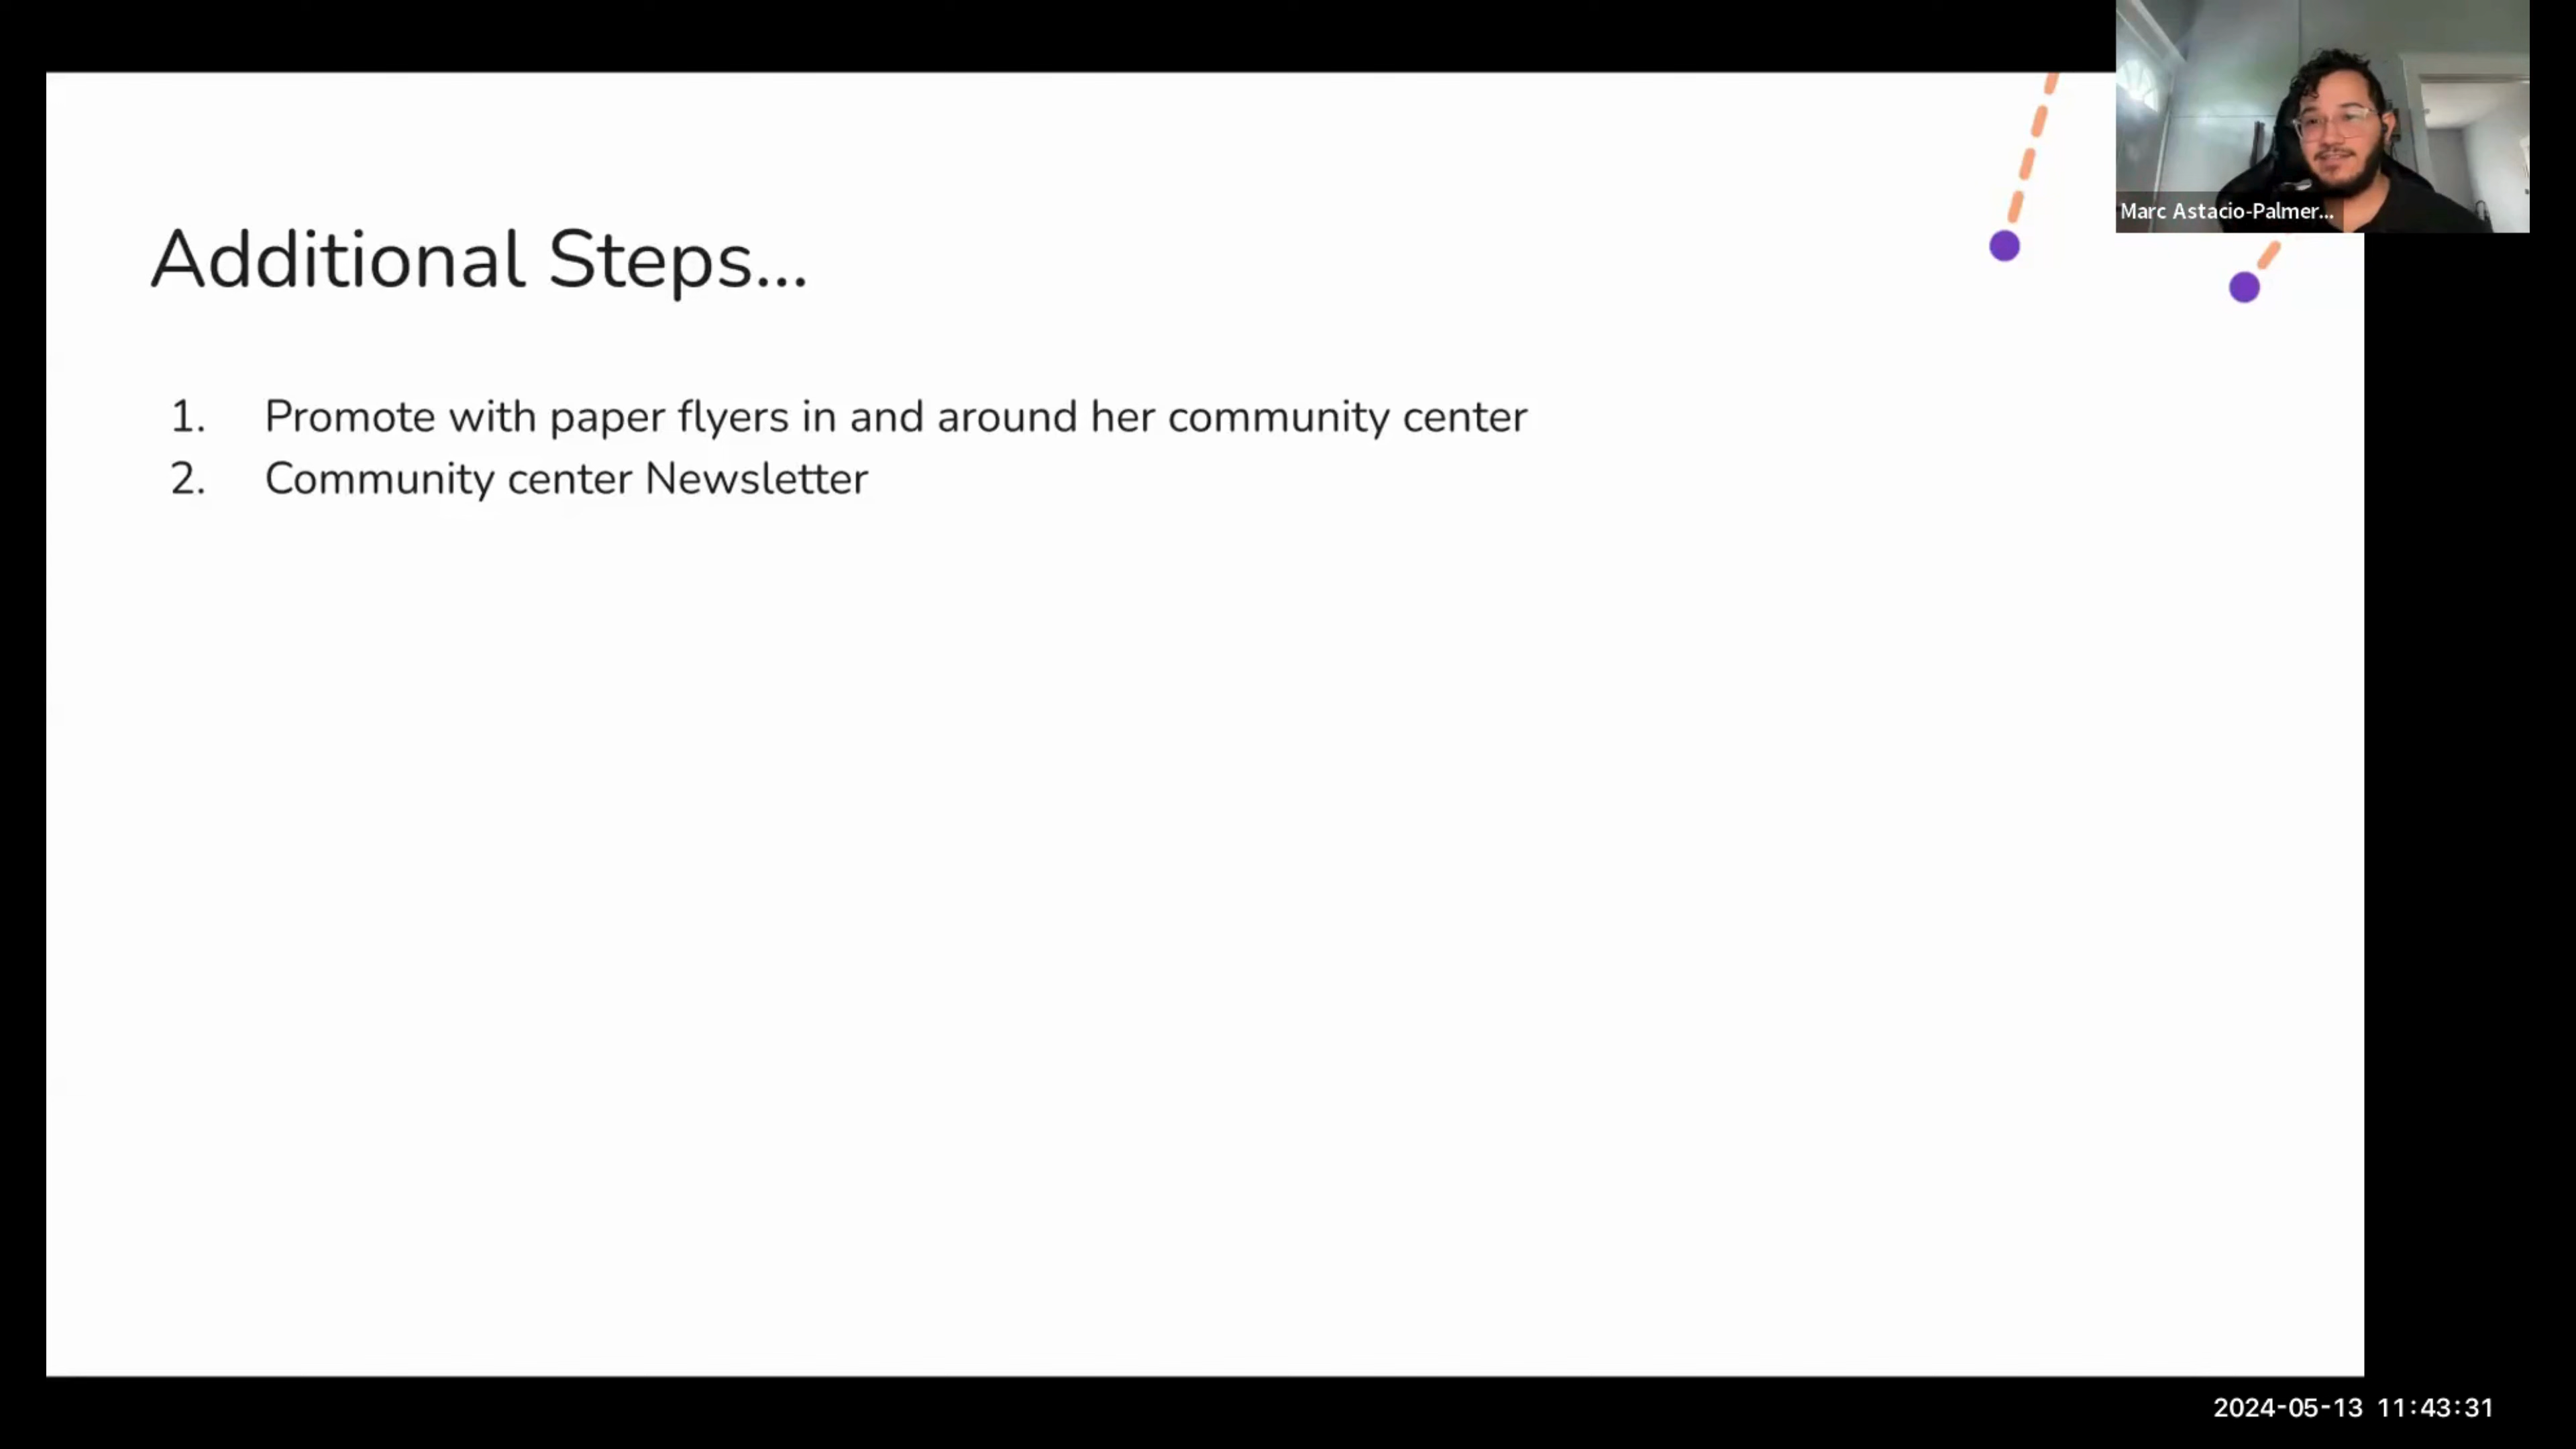 Marc Astacio-Palmer...
Additional Steps...
1. Promote with paper flyers in and around her community center
2. Community center Newsletter
2024-05-13 11:43:31